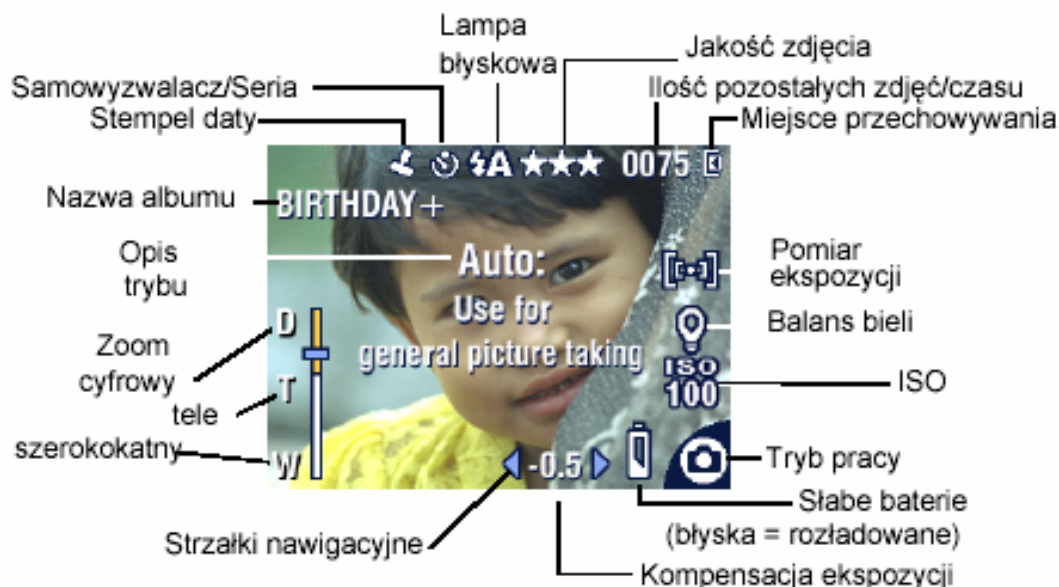 Lampa
błyskowa
Jakość zdjęcia
Samowyzwalacz/Seria
Ilość pozostałych zdjęć/czasu
Stempel daty
Miejsce przechowywania
A 0075
Nazwa albumu
BIRTHDAY+
Opis
trybu
Auto:
Use for
general picture taking
Pomiar
ekspozycji
Balans bieli
D
Zoom
cyfrowy
ISO
100
ISO
T
tele
szerokokatny
W
-0.5
Tryb pracy
Słabe baterie
(błyska = rozładowane)
Strzałki nawigacyjne
Kompensacja ekspozycji